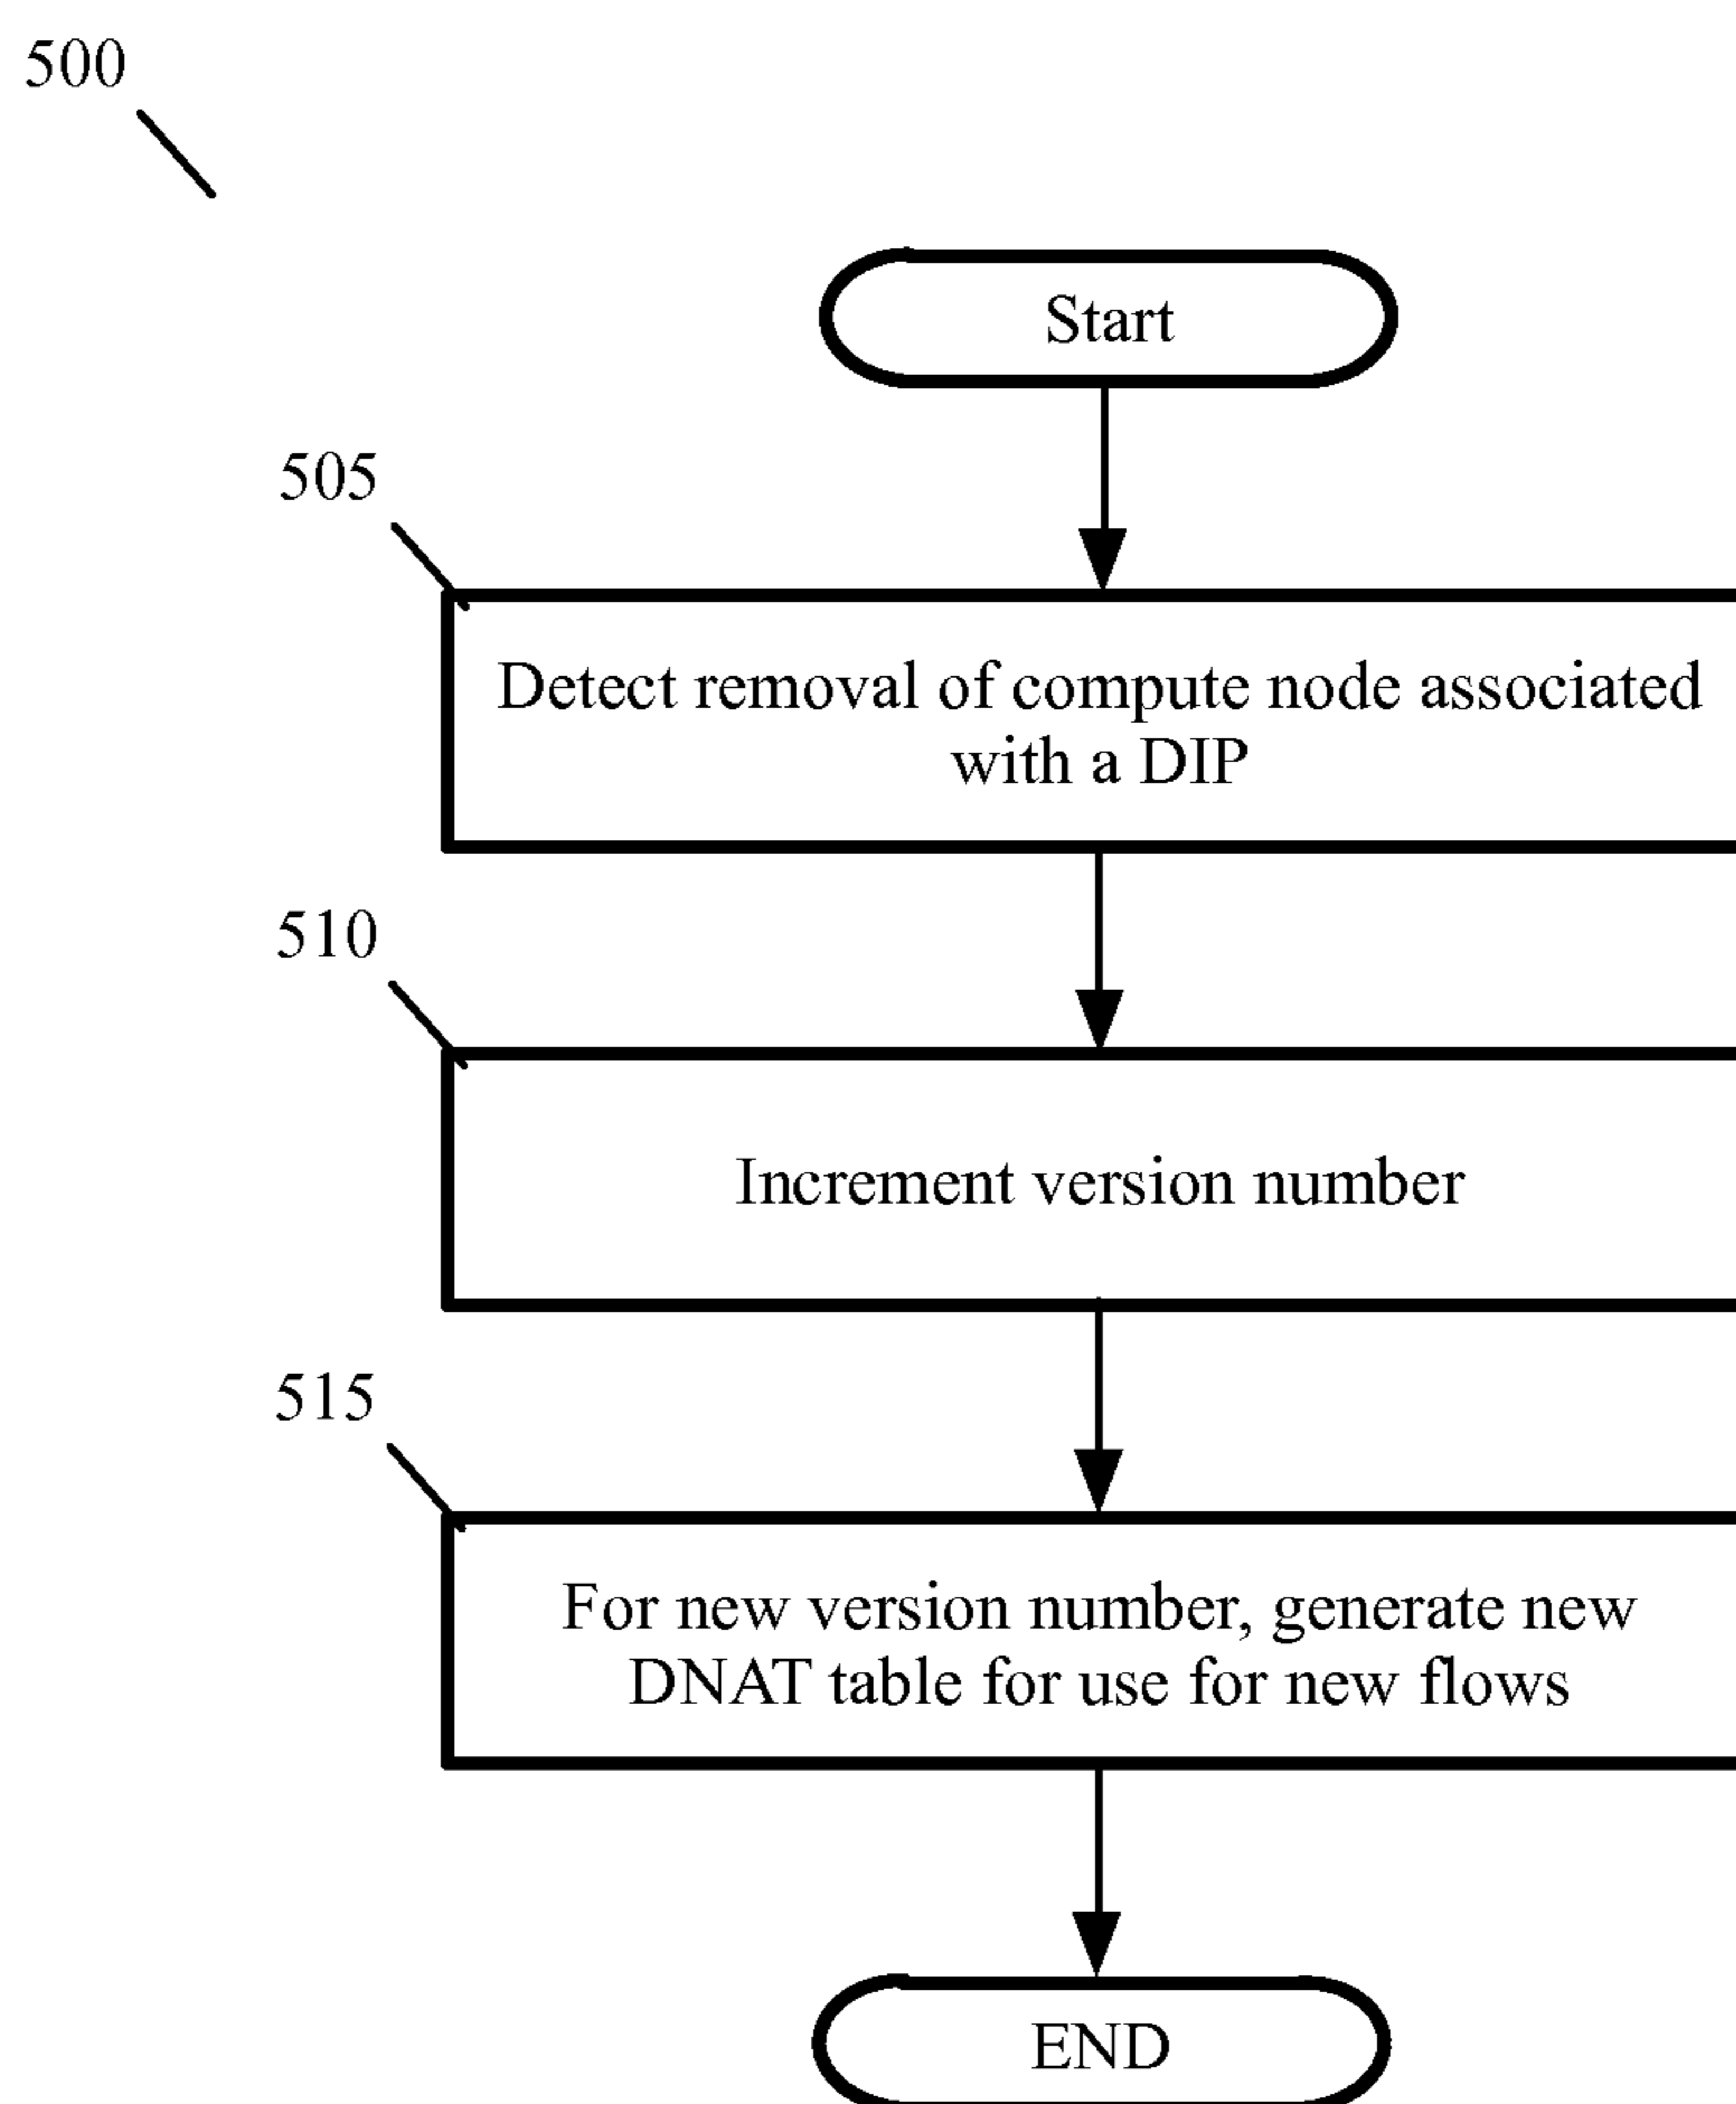 500
Start
505
Detect removal of compute node associated
with a DIP
510
Increment version number
515
For new version number, generate new
DNAT table for use for new flows
END